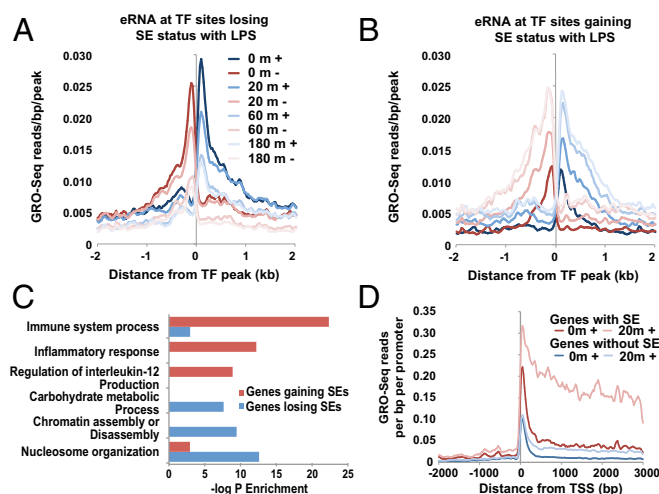 A
eRNA at TF sites losing
SE status with LPS
GRO-Seq reads/bp/peak
0.030
0.025
0.020
0.015
0.010
0.005
0
0 m +
0 m -
20 m +
20 m -
60 m +
60 m -
180 m +
180 m -
-2
-1
0
1
2
Distance from TF peak (kb)
B
eRNA at TF sites gaining
SE status with LPS
GRO-Seq reads/bp/peak
0.030
0.025
0.020
0.015
0.010
0.005
0
-2
-1
0
1
2
Distance from TF peak (kb)
C
Immune system process
Inflammatory response
Regulation of interleukin-12
Production
Carbohydrate metabolic
Process
Chromatin assembly or
Disassembly
Nucleosome organization
Genes gaining SEs
Genes losing SEs
0
5
10
15
20
25
-log P Enrichment
D
GRO-Seq reads
per bp per promoter
0.35
0.30
0.25
0.20
0.15
0.10
0.05
0
Genes with SE
0m +
20m +
Genes without SE
0m +
20m +
-2000
-1000
0
1000
2000
3000
Distance from TSS (bp)